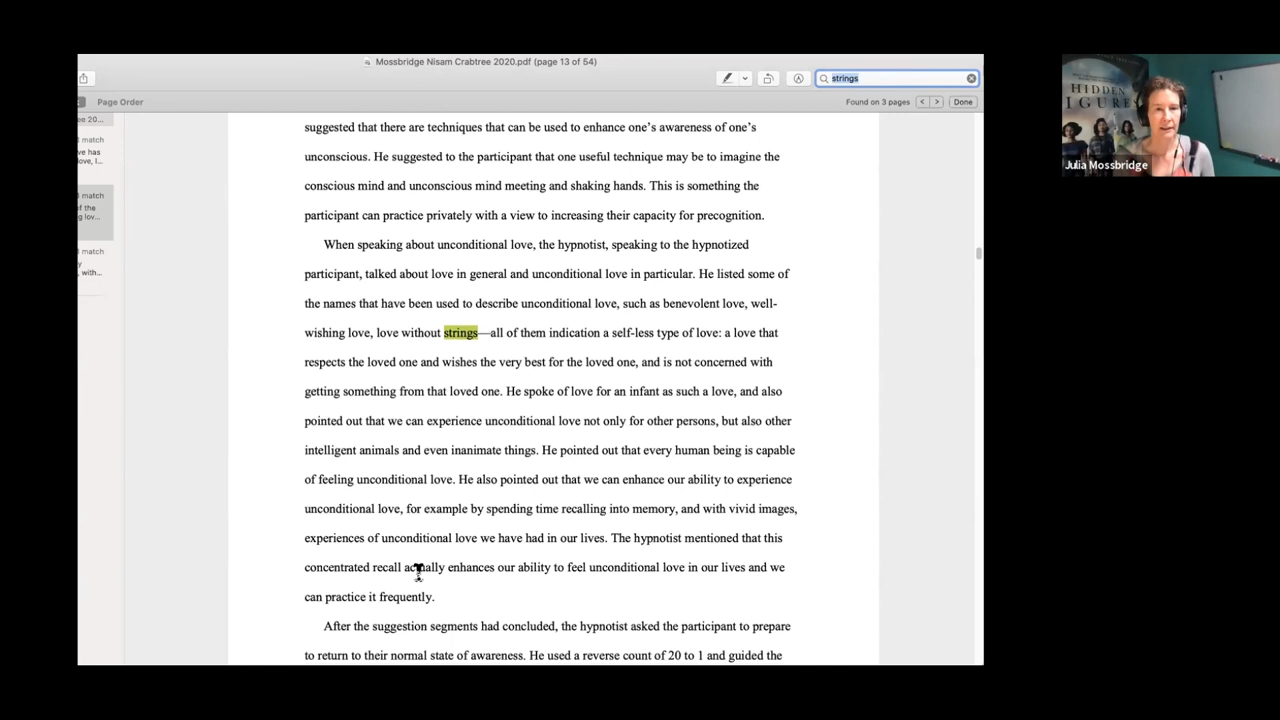 Mossbridge Nisam Crabtree 2020.pdf (page 13 of 54)
strings
Page Order
Found on 3 pages
Done
ee 20...
match
ve has
love, I...
match
of the
g lov...
match
y
, with...
suggested that there are techniques that can be used to enhance one's awareness of one's
unconscious. He suggested to the participant that one useful technique may be to imagine the
conscious mind and unconscious mind meeting and shaking hands. This is something the
participant can practice privately with a view to increasing their capacity for precognition.
When speaking about unconditional love, the hypnotist, speaking to the hypnotized
participant, talked about love in general and unconditional love in particular. He listed some of
the names that have been used to describe unconditional love, such as benevolent love, well-
wishing love, love without strings—all of them indication a self-less type of love: a love that
respects the loved one and wishes the very best for the loved one, and is not concerned with
getting something from that loved one. He spoke of love for an infant as such a love, and also
pointed out that we can experience unconditional love not only for other persons, but also other
intelligent animals and even inanimate things. He pointed out that every human being is capable
of feeling unconditional love. He also pointed out that we can enhance our ability to experience
unconditional love, for example by spending time recalling into memory, and with vivid images,
experiences of unconditional love we have had in our lives. The hypnotist mentioned that this
concentrated recall actually enhances our ability to feel unconditional love in our lives and we
can practice it frequently.
After the suggestion segments had concluded, the hypnotist asked the participant to prepare
to return to their normal state of awareness. He used a reverse count of 20 to 1 and guided the
HIDDEN
FIGURES
Julia Mossbridge